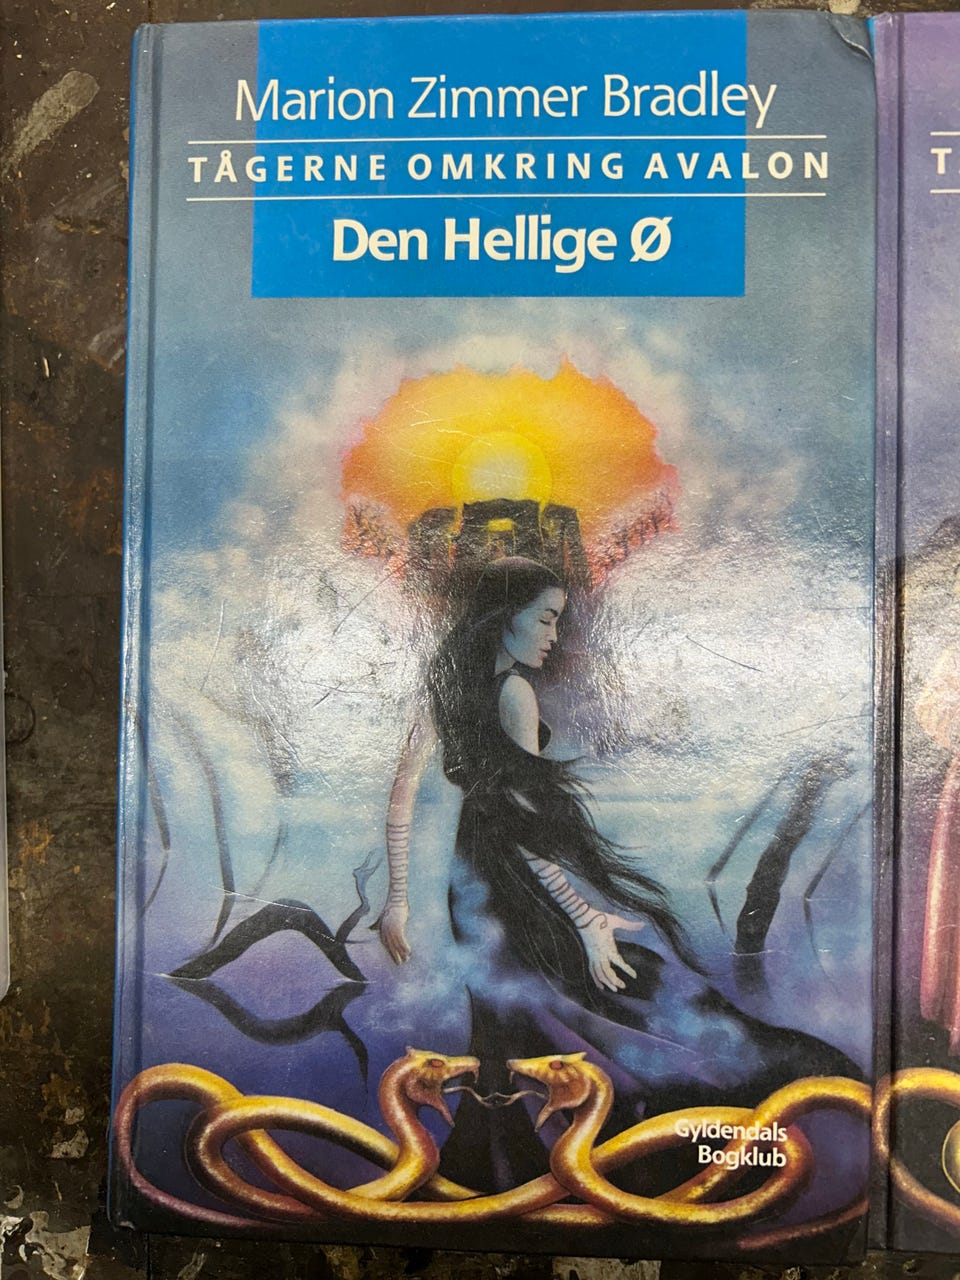 Marion Zimmer Bradley
TÅGERNE OMKRING AVALON
Den Hellige Ø
Gyldendals
Bogklub